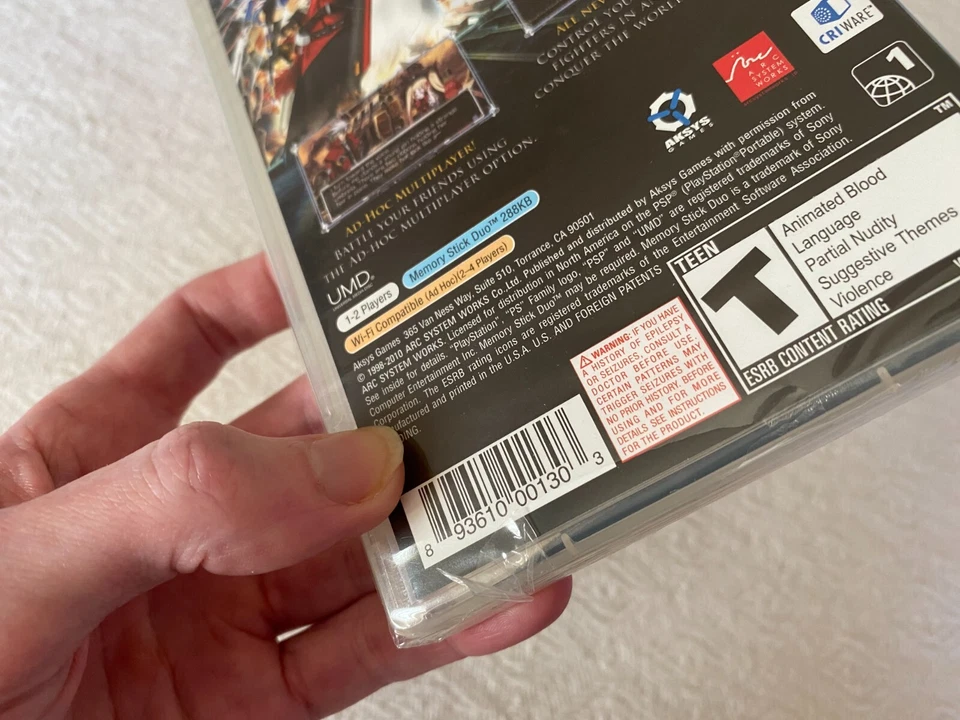 ALL NEW
CONTROL OF YOU
FIGHTERS IN A
CONQUER THE WORL
CRIWARE™
ARC
SYSTEM
WORKS
1
AKSYS
GAMES
AD HOC MULTIPLAYER!
BATTLE YOUR FRIENDS USING
THE AD HOC MULTIPLAYER OPTION.
UMD
1-2 Players
Memory Stick Duo™ 288KB
Wi-Fi Compatible (Ad Hoc)(2-4 Players)
Aksys Games 365 Van Ness Way, Suite 510, Torrance, CA 90501
© 1998-2010 ARC SYSTEM WORKS Co.,Ltd. Published and distributed by Aksys Games with permission from
ARC SYSTEM WORKS. Licensed for distribution in North America on the PSP® (PlayStation®Portable) system.
See inside for details. "PlayStation", "PS" Family logo, "PSP" and "UMD" are registered trademarks of Sony
Computer Entertainment Inc. Memory Stick Duo™ may be required. Memory Stick Duo is a trademark of Sony
Corporation. The ESRB rating icons are registered trademarks of the Entertainment Software Association.
ufactured and printed in the U.S.A. U.S. AND FOREIGN PATENTS
DING.
TEEN
TM
T
ESRB CONTENT RATING
Animated Blood
Language
Partial Nudity
Suggestive Themes
Violence
WARNING: IF YOU HAVE
A HISTORY OF EPILEPSY
OR SEIZURES, CONSULT A
DOCTOR BEFORE USE.
CERTAIN PATTERNS MAY
TRIGGER SEIZURES WITH
NO PRIOR HISTORY. BEFORE
USING AND FOR MORE
DETAILS SEE INSTRUCTIONS
FOR THE PRODUCT.
8 93610 00130 3